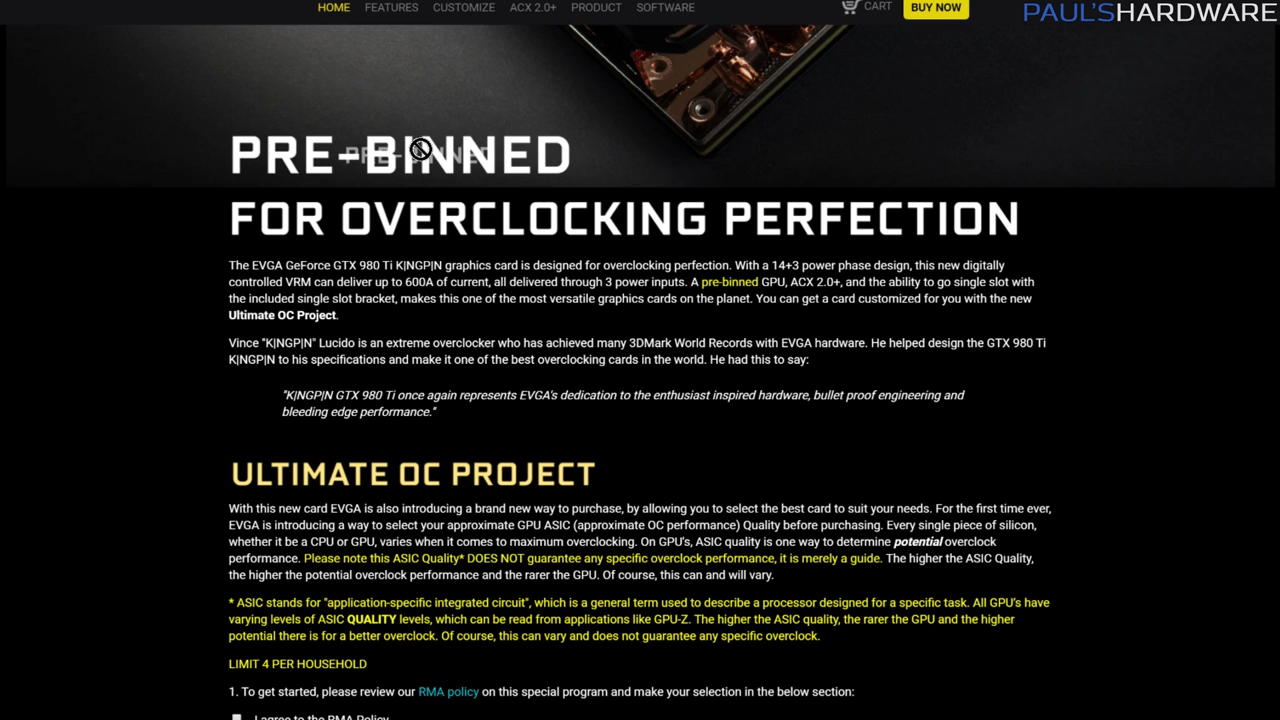 HOME FEATURES CUSTOMIZE ACX 2.0+ PRODUCT SOFTWARE CART BUY NOW
PAUL'SHARDWARE
PRE-BINNED
FOR OVERCLOCKING PERFECTION
The EVGA GeForce GTX 980 Ti K|NGP|N graphics card is designed for overclocking perfection. With a 14+3 power phase design, this new digitally
controlled VRM can deliver up to 600A of current, all delivered through 3 power inputs. A pre-binned GPU, ACX 2.0+, and the ability to go single slot with
the included single slot bracket, makes this one of the most versatile graphics cards on the planet. You can get a card customized for you with the new
Ultimate OC Project.
Vince "K|NGP|N" Lucido is an extreme overclocker who has achieved many 3DMark World Records with EVGA hardware. He helped design the GTX 980 Ti
K|NGP|N to his specifications and make it one of the best overclocking cards in the world. He had this to say:
"K|NGP|N GTX 980 Ti once again represents EVGA's dedication to the enthusiast inspired hardware, bullet proof engineering and
bleeding edge performance."
ULTIMATE OC PROJECT
With this new card EVGA is also introducing a brand new way to purchase, by allowing you to select the best card to suit your needs. For the first time ever,
EVGA is introducing a way to select your approximate GPU ASIC (approximate OC performance) Quality before purchasing. Every single piece of silicon,
whether it be a CPU or GPU, varies when it comes to maximum overclocking. On GPU's, ASIC quality is one way to determine potential overclock
performance. Please note this ASIC Quality* DOES NOT guarantee any specific overclock performance, it is merely a guide. The higher the ASIC Quality,
the higher the potential overclock performance and the rarer the GPU. Of course, this can and will vary.
* ASIC stands for "application-specific integrated circuit", which is a general term used to describe a processor designed for a specific task. All GPU's have
varying levels of ASIC QUALITY levels, which can be read from applications like GPU-Z. The higher the ASIC quality, the rarer the GPU and the higher
potential there is for a better overclock. Of course, this can vary and does not guarantee any specific overclock.
LIMIT 4 PER HOUSEHOLD
1. To get started, please review our RMA policy on this special program and make your selection in the below section:
I agree to the RMA Policy